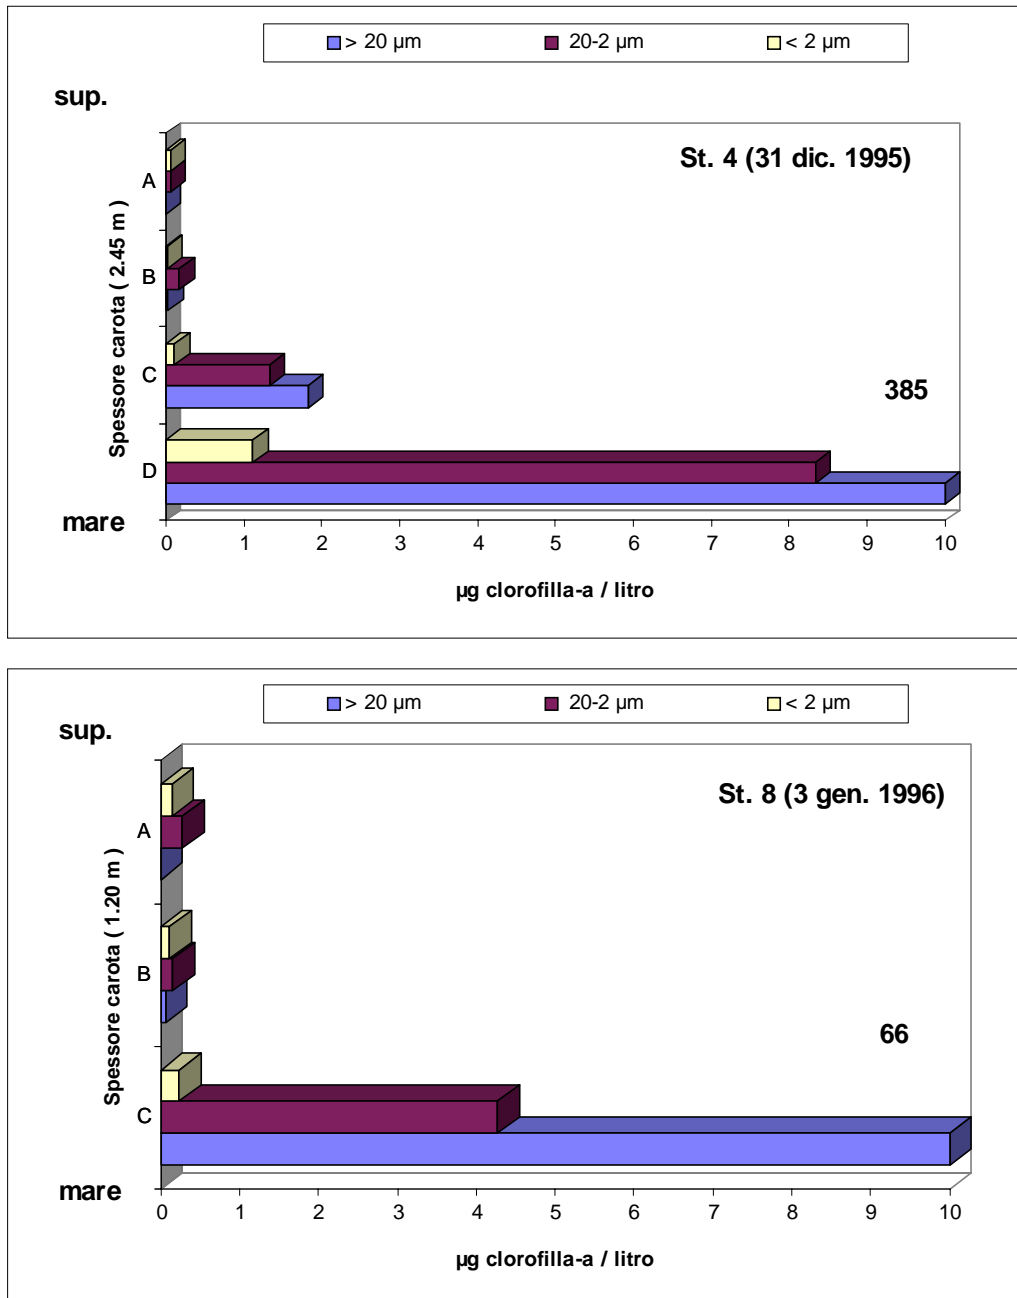 > 20 µm 20-2 µm < 2 µm
sup.
St. 4 (31 dic. 1995)
A
B
C
D
Spessore carota ( 2.45 m )
385
mare
0 1 2 3 4 5 6 7 8 9 10
µg clorofilla-a / litro
> 20 µm 20-2 µm < 2 µm
sup.
St. 8 (3 gen. 1996)
A
B
C
Spessore carota ( 1.20 m )
66
mare
0 1 2 3 4 5 6 7 8 9 10
µg clorofilla-a / litro